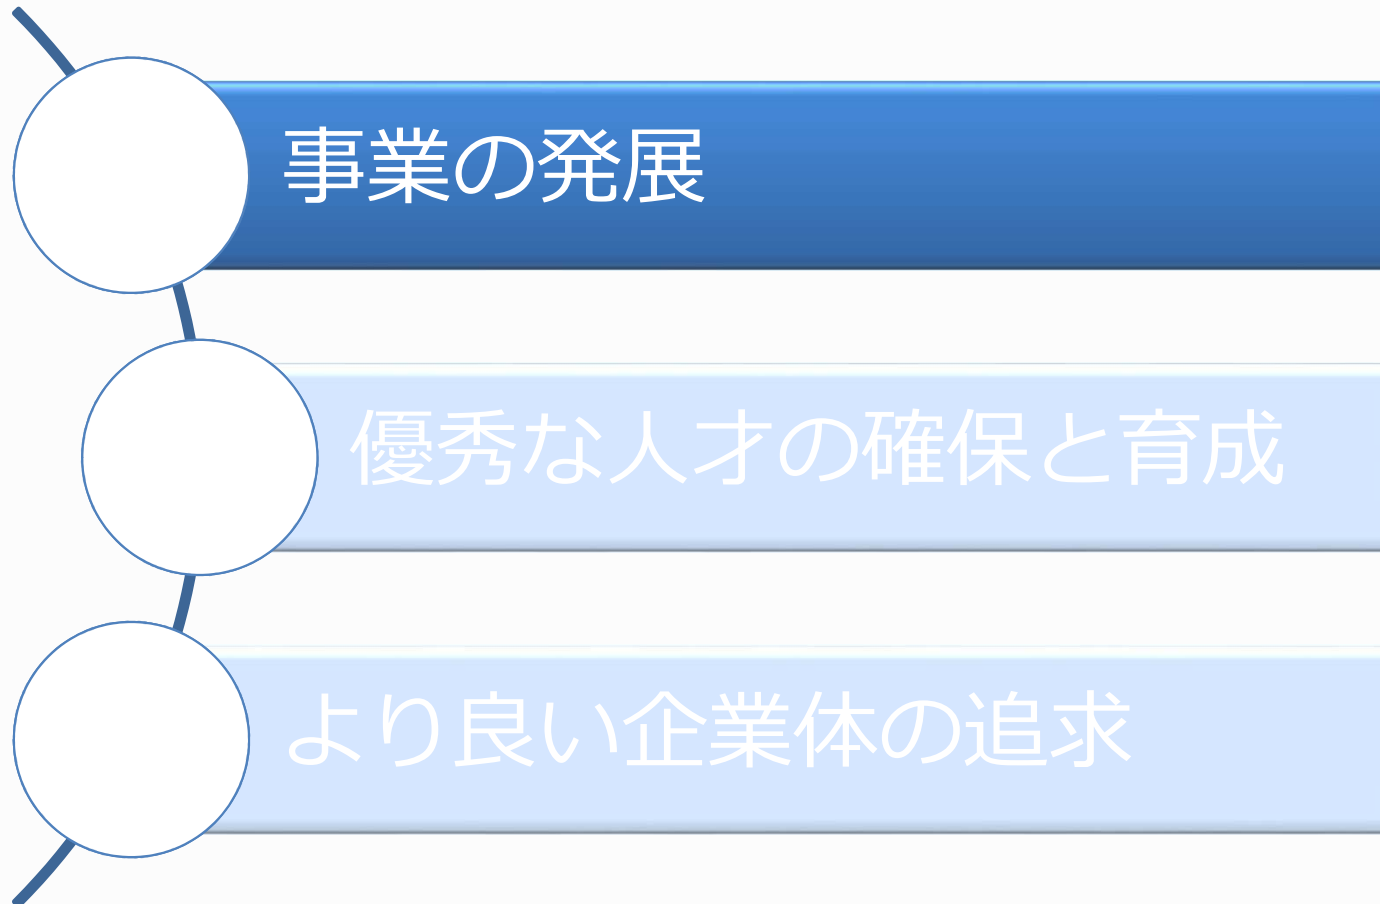 事業の発展
優秀な人才の確保と育成
より良い企業体の追求